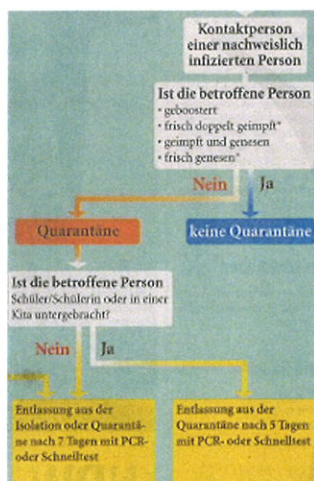 Kontaktperson
einer nachweislich
infizierten Person
Ist die betroffene Person
• geboostert
• frisch doppelt geimpft*
• geimpft und genesen
• frisch genesen*
Nein Ja
Quarantäne keine Quarantäne
Ist die betroffene Person
Schüler/Schülerin oder in einer
Kita untergebracht?
Nein Ja
Entlassung aus der
Isolation oder Quarantä-
ne nach 7 Tagen mit PCR-
oder Schnelltest
Entlassung aus der
Quarantäne nach 5 Tagen
mit PCR- oder Schnelltest